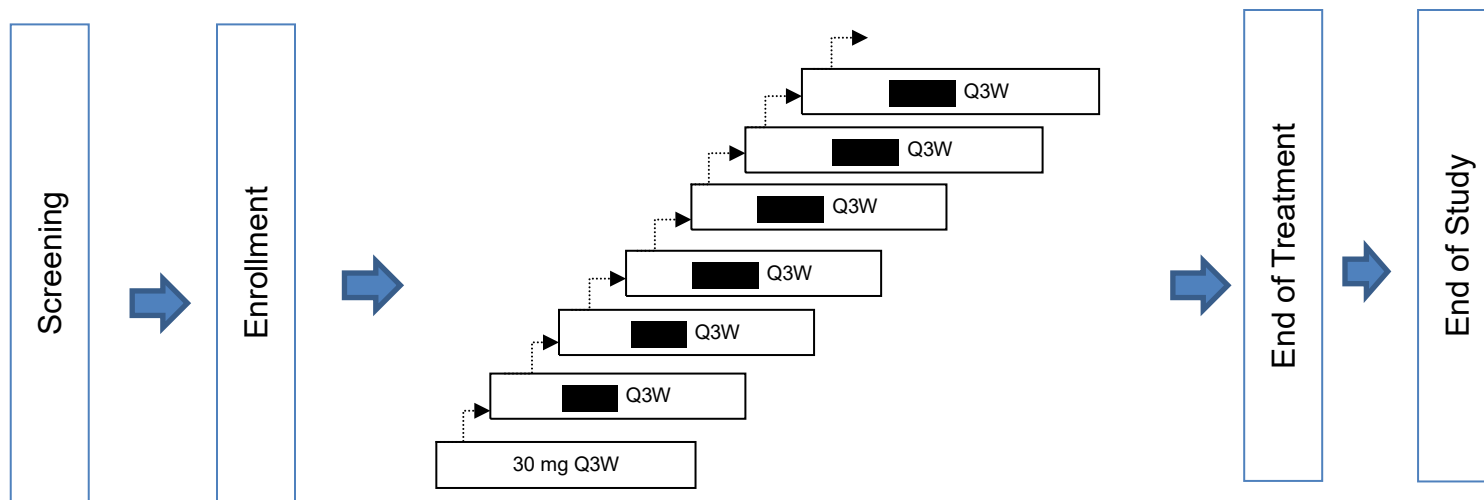 Screening
Enrollment
Q3W
Q3W
Q3W
Q3W
Q3W
Q3W
30 mg Q3W
End of Treatment
End of Study